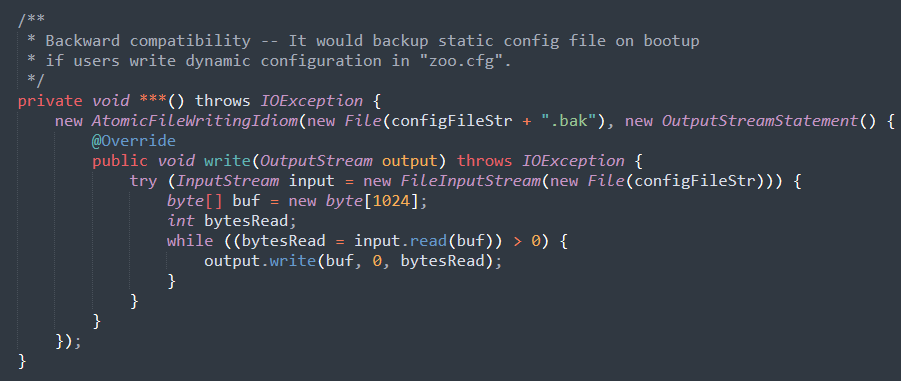 /**
* Backward compatibility -- It would backup static config file on bootup
* if users write dynamic configuration in "zoo.cfg".
*/
private void ***() throws IOException {
new AtomicFileWritingIdiom(new File(configFileStr + ".bak"), new OutputStreamStatement() {
@Override
public void write(OutputStream output) throws IOException {
try (InputStream input = new FileInputStream(new File(configFileStr))) {
byte[] buf = new byte[1024];
int bytesRead;
while ((bytesRead = input.read(buf)) > 0) {
output.write(buf, 0, bytesRead);
}
}
}
});
}